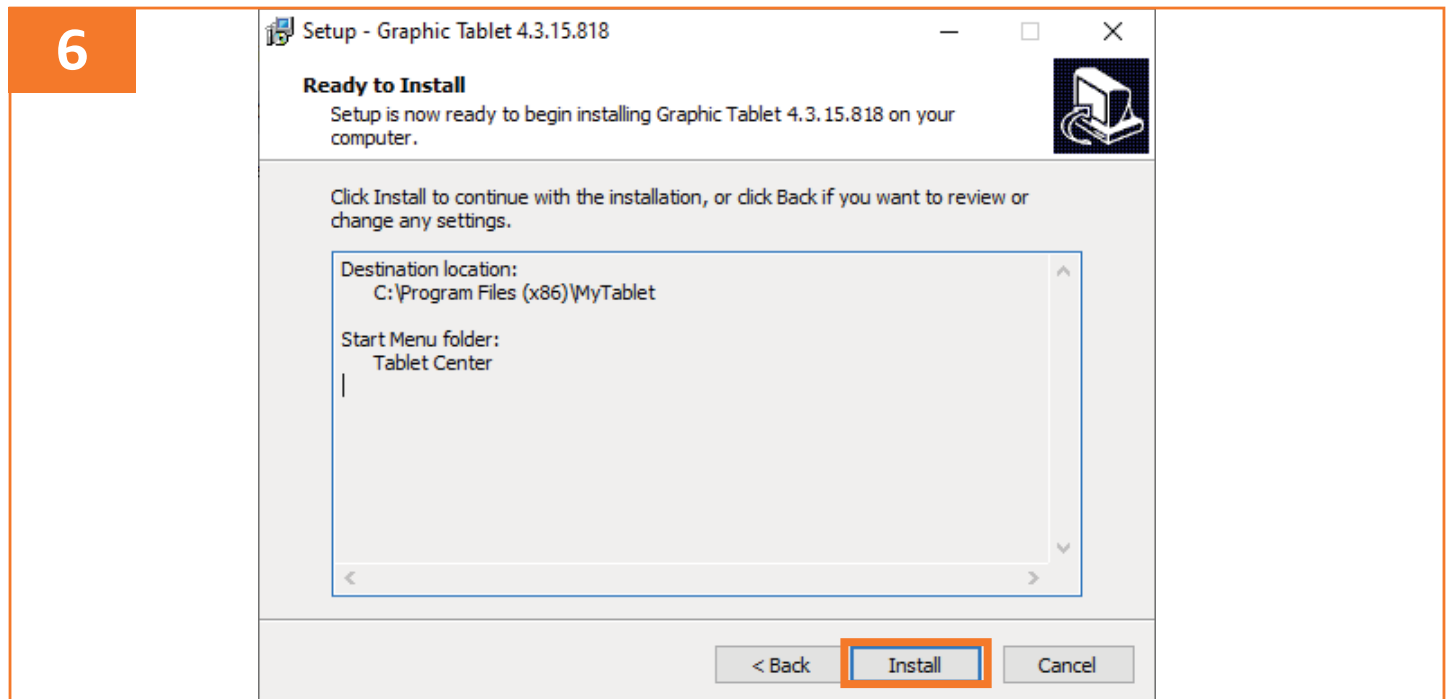 6
Setup - Graphic Tablet 4.3.15.818
Ready to Install
Setup is now ready to begin installing Graphic Tablet 4.3.15.818 on your
computer.
Click Install to continue with the installation, or click Back if you want to review or
change any settings.
Destination location:
C:\Program Files (x86)\MyTablet
Start Menu folder:
Tablet Center
< Back Install Cancel